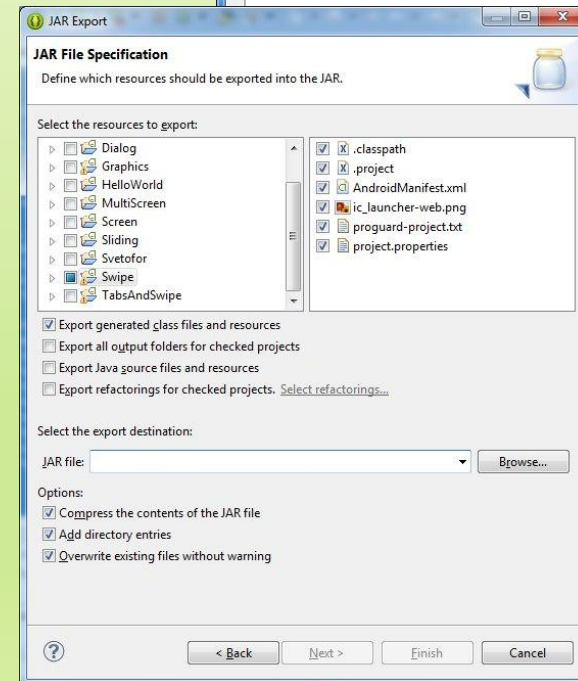 JAR Export
JAR File Specification
Define which resources should be exported into the JAR.
Select the resources to export:
Dialog
Graphics
HelloWorld
MultiScreen
Screen
Sliding
Svetofor
Swipe
TabsAndSwipe
.classpath
.project
AndroidManifest.xml
ic_launcher-web.png
proguard-project.txt
project.properties
Export generated class files and resources
Export all output folders for checked projects
Export Java source files and resources
Export refactorings for checked projects. Select refactorings...
Select the export destination:
JAR file:
Browse...
Options:
Compress the contents of the JAR file
Add directory entries
Overwrite existing files without warning
< Back
Next >
Finish
Cancel